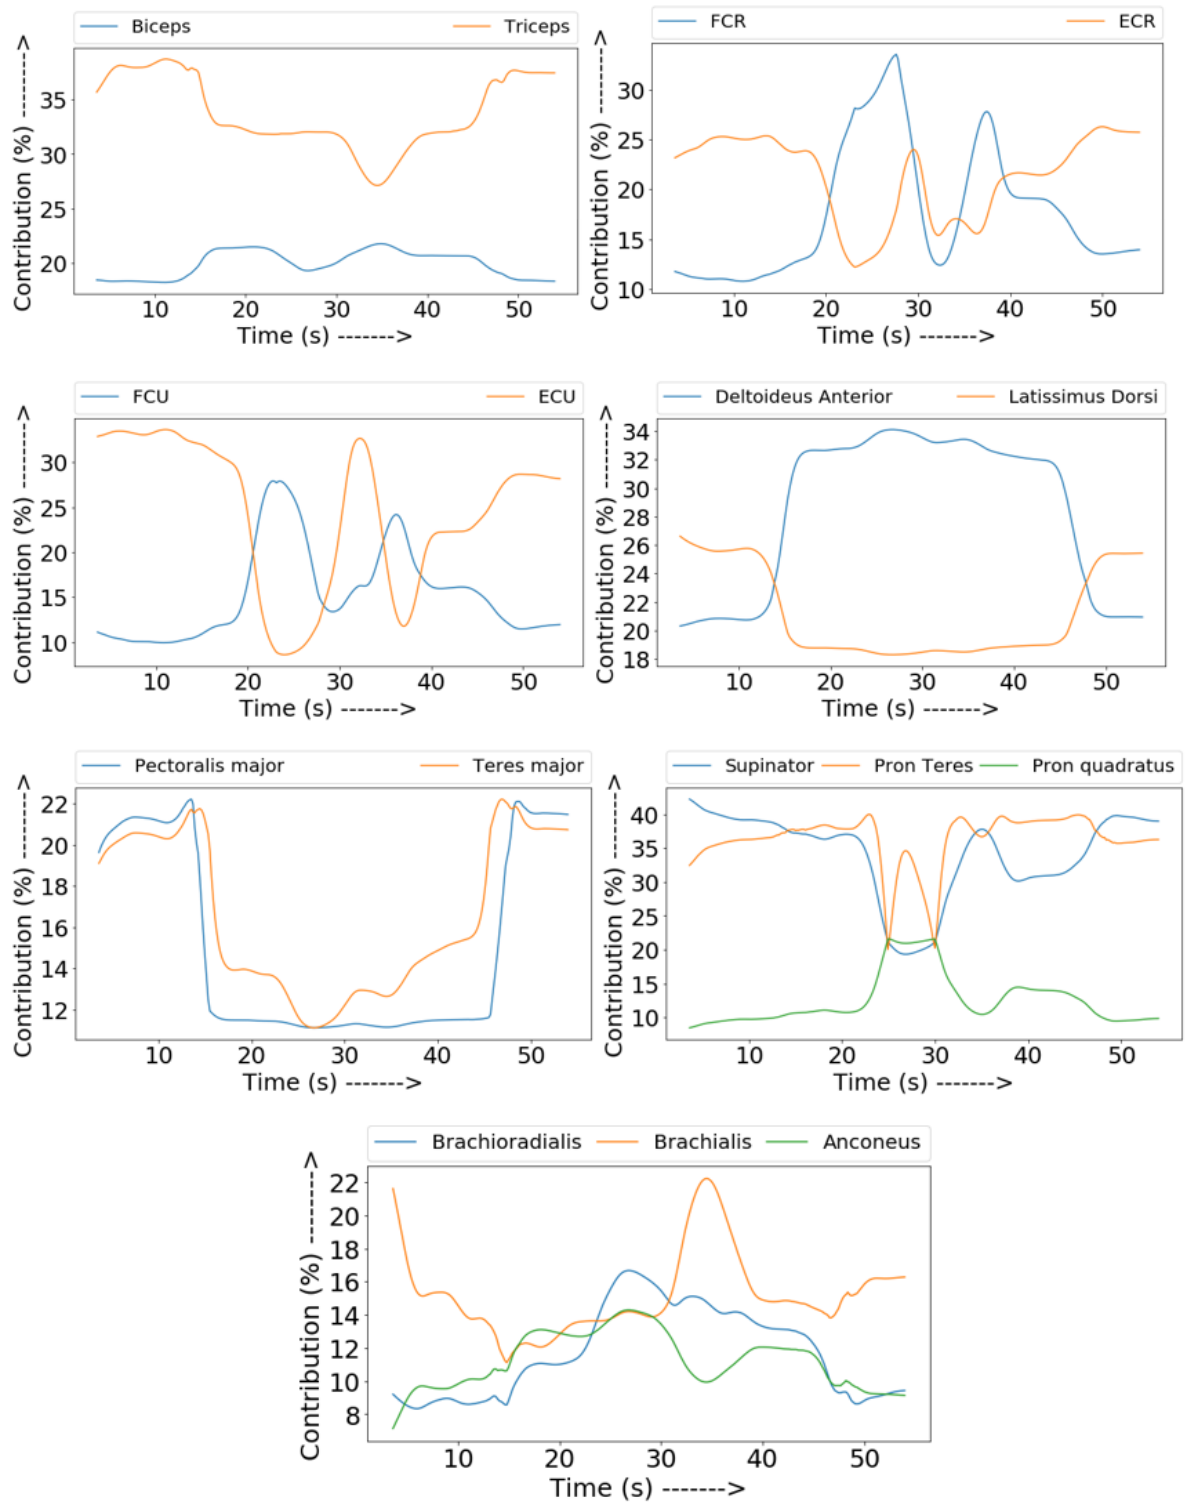 Biceps Triceps
Contribution (%) ------->
35
30
25
20
10 20 30 40 50
Time (s) ------->
FCR ECR
Contribution (%) ------->
30
25
20
15
10
10 20 30 40 50
Time (s) ------->
FCU ECU
Contribution (%) ------->
30
25
20
15
10
10 20 30 40 50
Time (s) ------->
Deltoideus Anterior Latissimus Dorsi
Contribution (%) ------->
34
32
30
28
26
24
22
20
18
10 20 30 40 50
Time (s) ------->
Pectoralis major Teres major
Contribution (%) ------->
22
20
18
16
14
12
10 20 30 40 50
Time (s) ------->
Supinator Pron Teres Pron quadratus
Contribution (%) ------->
40
35
30
25
20
15
10
10 20 30 40 50
Time (s) ------->
Brachioradialis Brachialis Anconeus
Contribution (%) ------->
22
20
18
16
14
12
10
8
10 20 30 40 50
Time (s) ------->